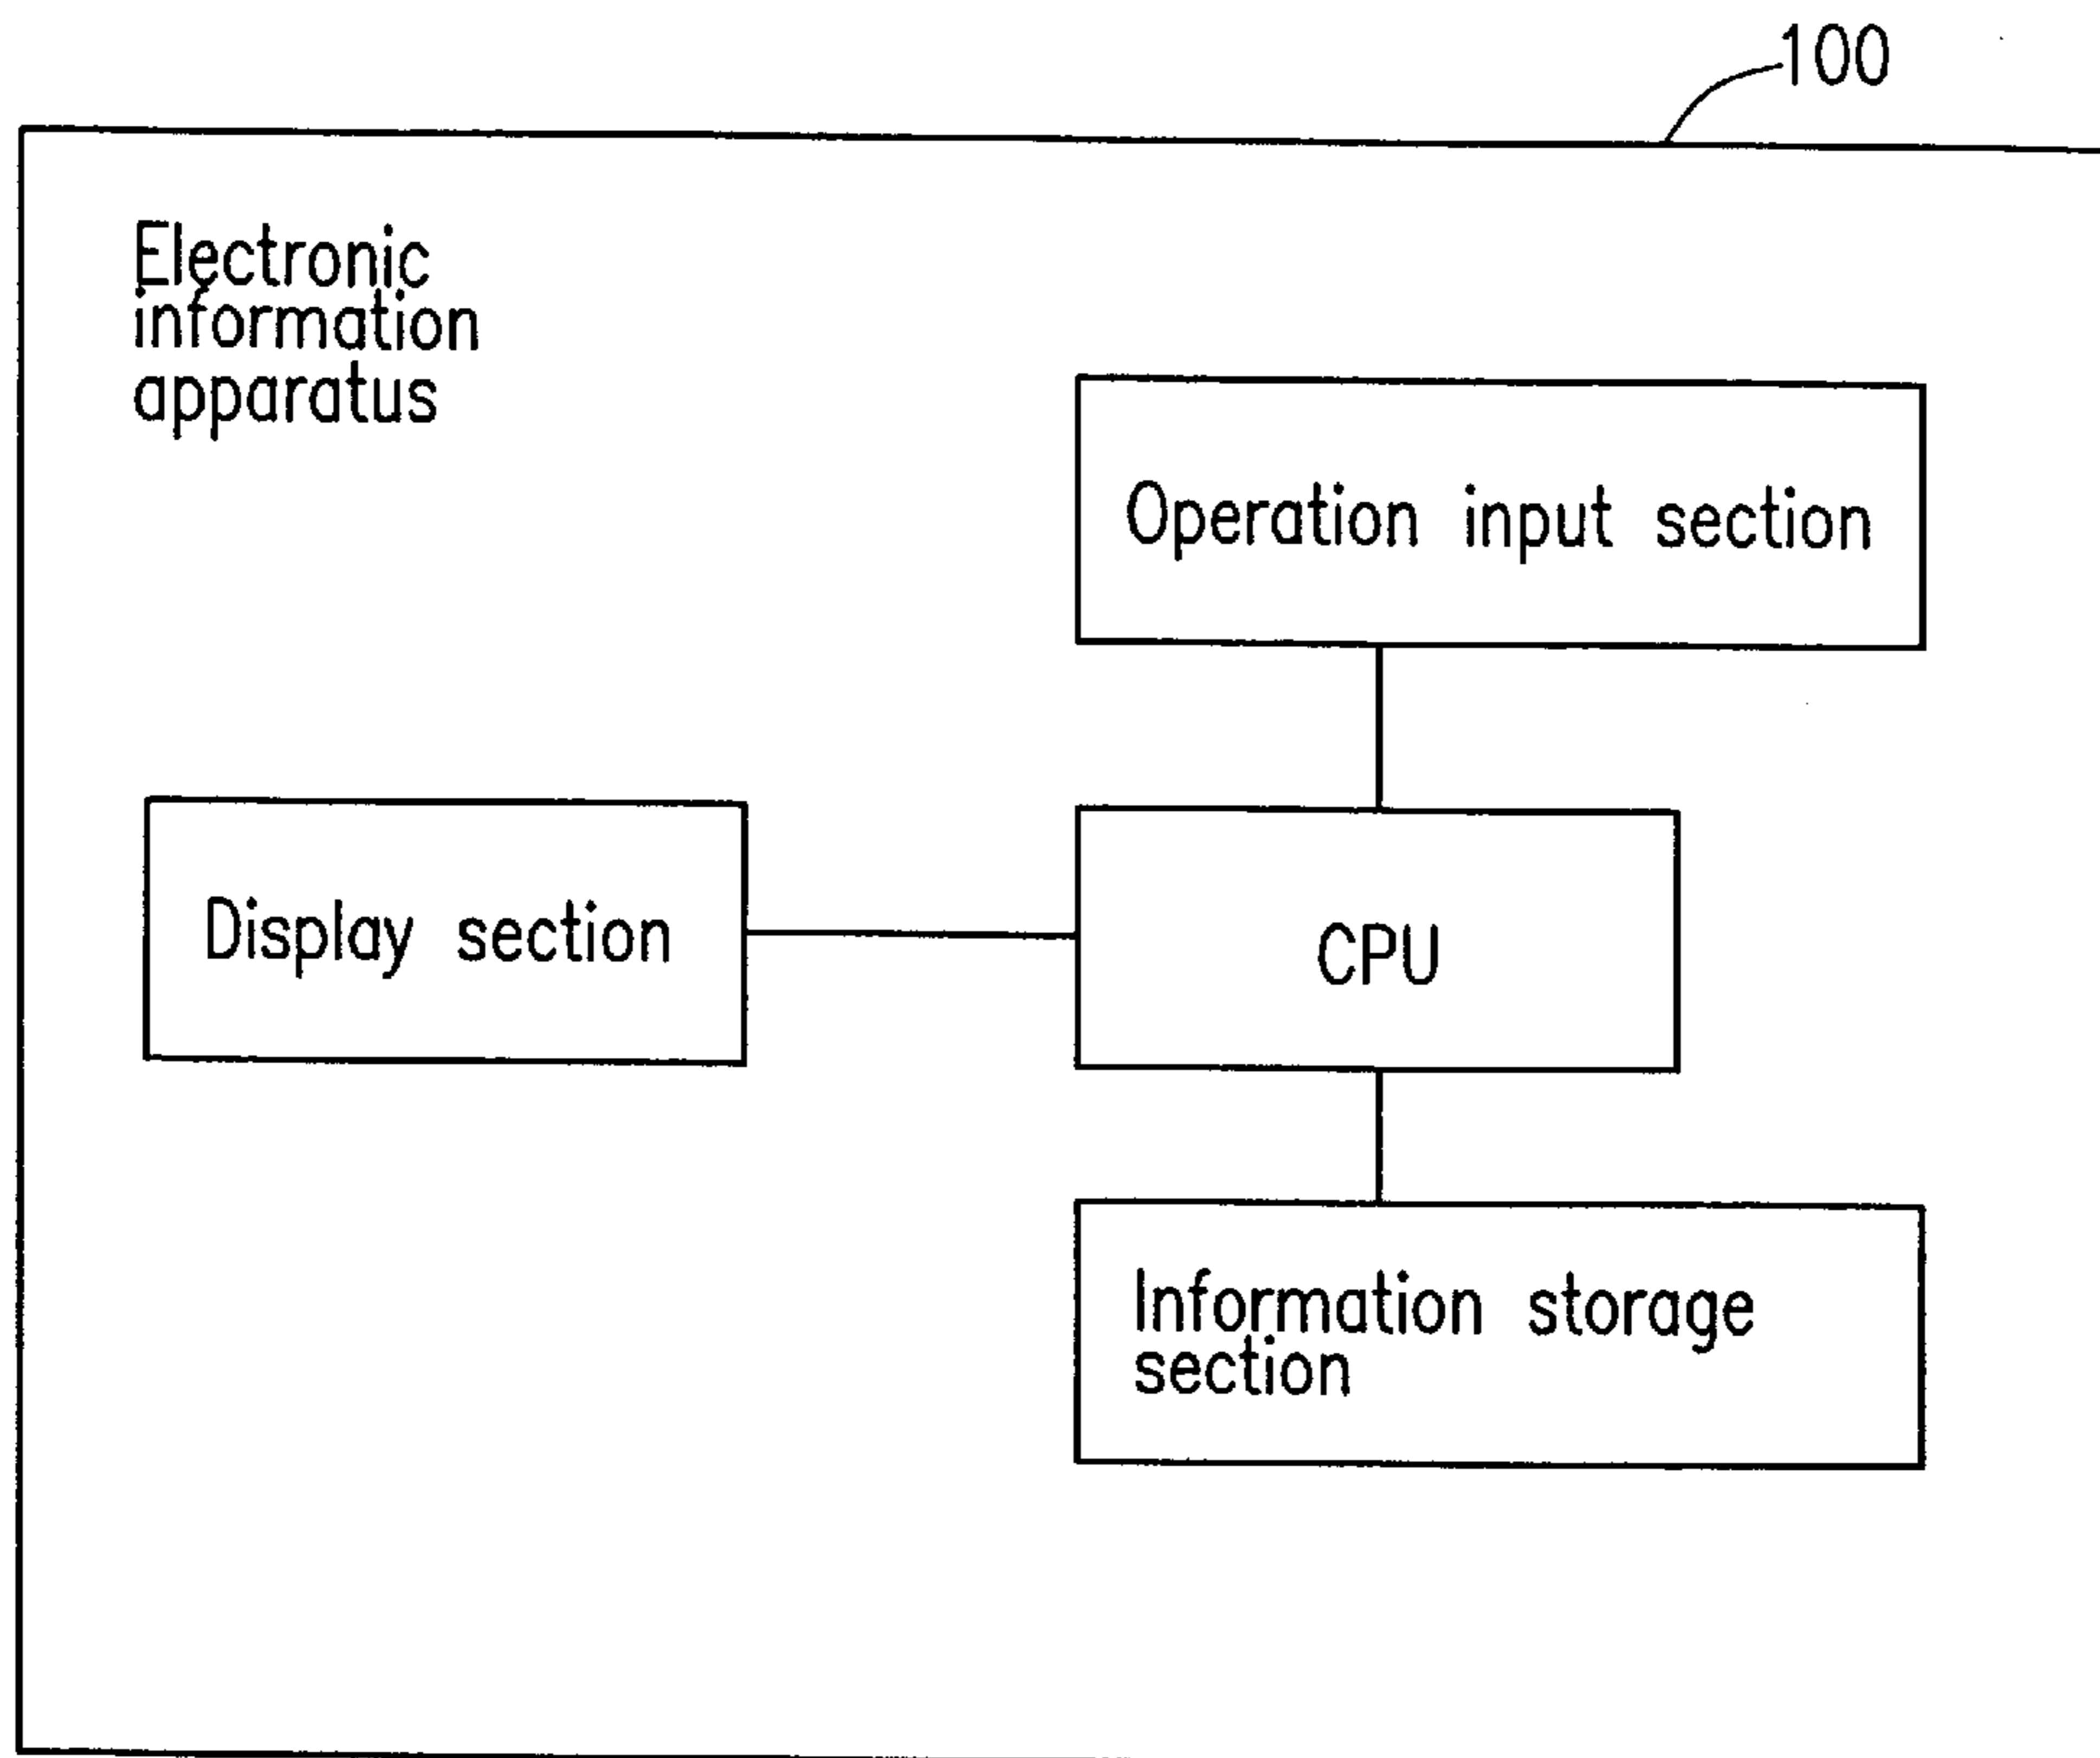 100
Electronic
information
apparatus
Operation input section
Display section
CPU
Information storage
section